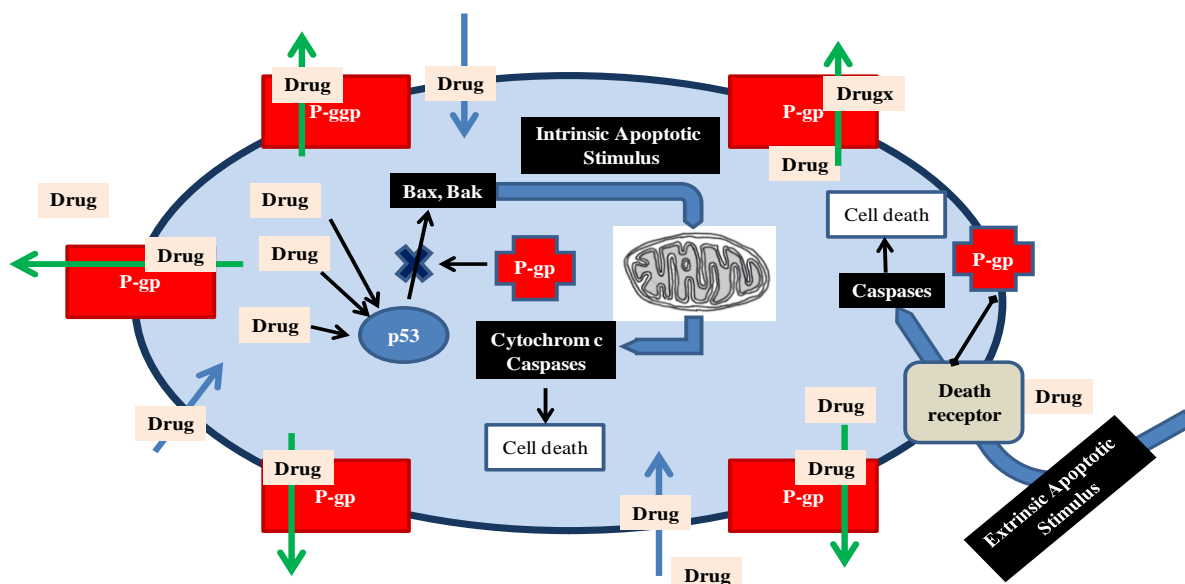 Drug
P-ggp
Drug
Drugx
P-gp
Drug
Intrinsic Apoptotic
Stimulus
Drug
Drug
Bax, Bak
Cell death
Drug
Drug
P-gp
P-gp
P-gp
Caspases
Drug
p53
Cytochrom c
Caspases
Death
receptor
Drug
Drug
Drug
Cell death
Drug
P-gp
Drug
P-gp
Drug
Drug
Extrinsic Apoptotic
Stimulus